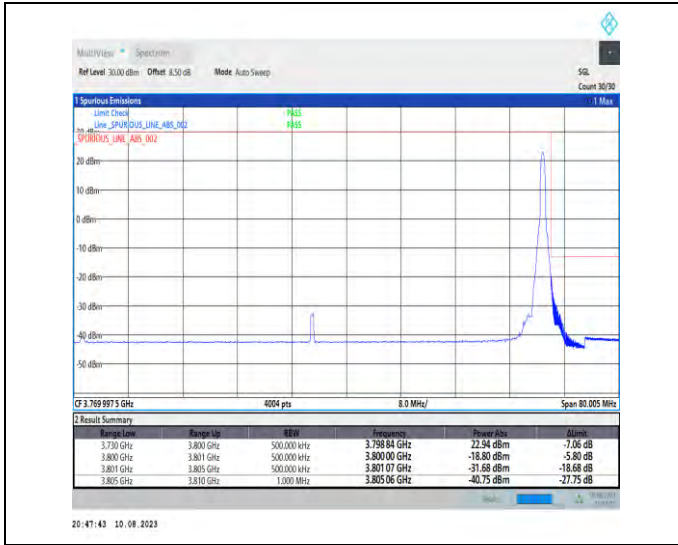 MultiView Spectrum
Ref Level 30.00 dBm Offset 8.50 dB Mode Auto Sweep SGL
Count 30/30
1 Spurious Emissions 1 Max
Limit Check PASS
Line _SPURIOUS_LINE_ABS_002 PASS
_SPURIOUS_LINE_ABS_002
20 dBm
10 dBm
0 dBm
-10 dBm
-20 dBm
-30 dBm
-40 dBm
-50 dBm
CF 3.769 997 5 GHz 4004 pts 8.0 MHz/ Span 80.005 MHz
2 Result Summary
Range Low Range Up RBW Frequency Power Abs ΔLimit
3.730 GHz 3.800 GHz 500.000 kHz 3.798 84 GHz 22.94 dBm -7.06 dB
3.800 GHz 3.801 GHz 500.000 kHz 3.800 00 GHz -18.80 dBm -5.80 dB
3.801 GHz 3.805 GHz 500.000 kHz 3.801 07 GHz -31.68 dBm -18.68 dB
3.805 GHz 3.810 GHz 1.000 MHz 3.805 06 GHz -40.75 dBm -27.75 dB
20:47:43 10.08.2023